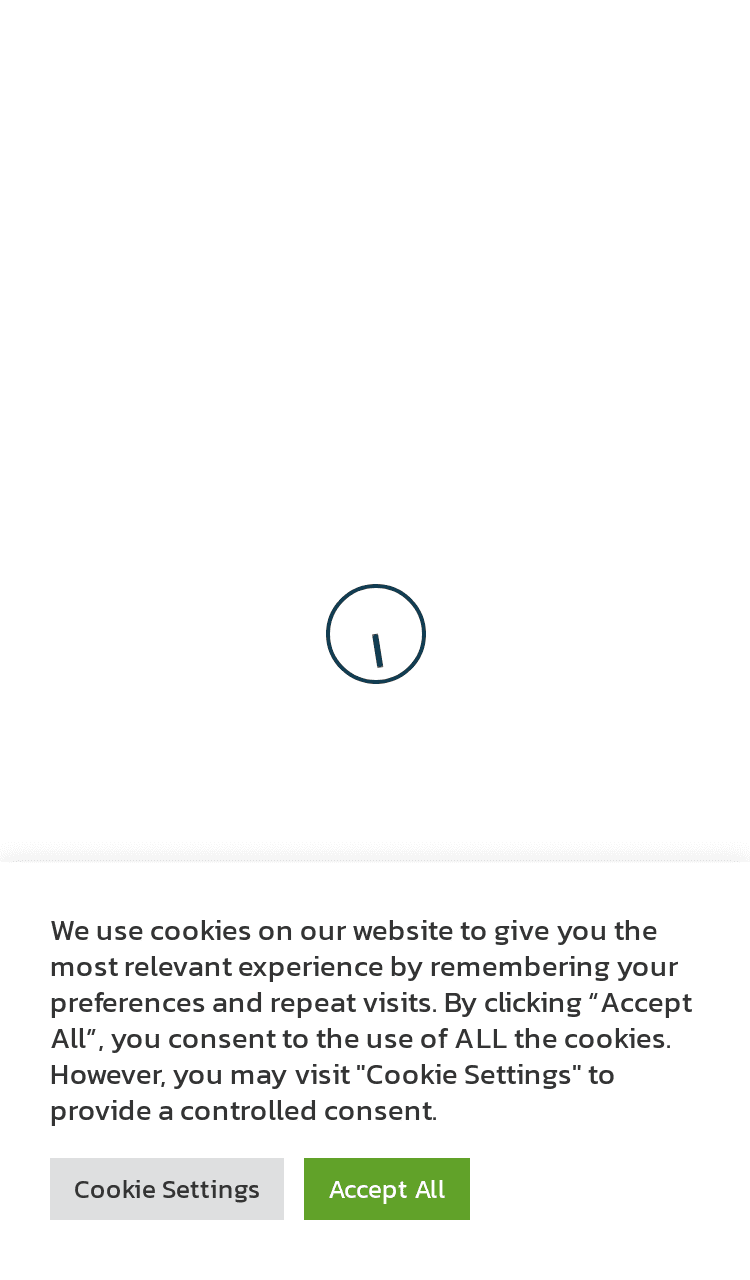 We use cookies on our website to give you the
most relevant experience by remembering your
preferences and repeat visits. By clicking “Accept
All”, you consent to the use of ALL the cookies.
However, you may visit "Cookie Settings" to
provide a controlled consent.
Cookie Settings
Accept All